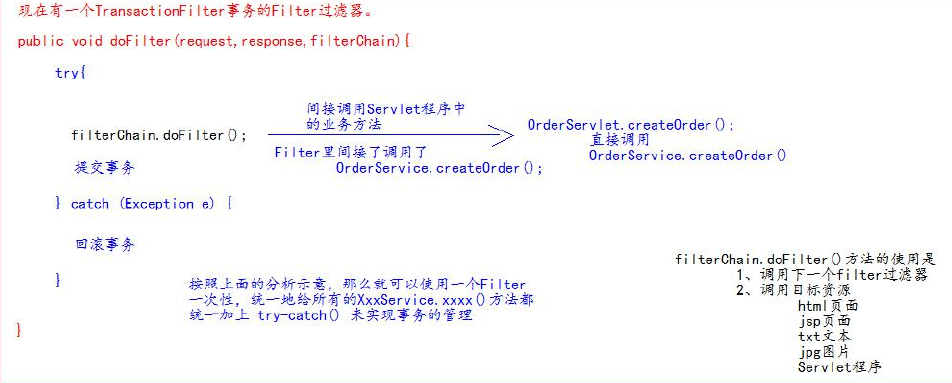 现在有一个TransactionFilter事务的Filter过滤器。
public void doFilter(request,response,filterChain){
try{
间接调用Servlet程序中
的业务方法
filterChain.doFilter();
OrderServlet.createOrder();
直接调用
OrderService.createOrder()
Filter里间接了调用了
OrderService.createOrder();
提交事务
} catch (Exception e) {
回滚事务
}
按照上面的分析示意，那么就可以使用一个Filter
一次性，统一地给所有的XxxService.xxxx()方法都
统一加上 try-catch() 来实现事务的管理
}
filterChain.doFilter()方法的使用是
1、调用下一个filter过滤器
2、调用目标资源
html页面
jsp页面
txt文本
jpg图片
Servlet程序